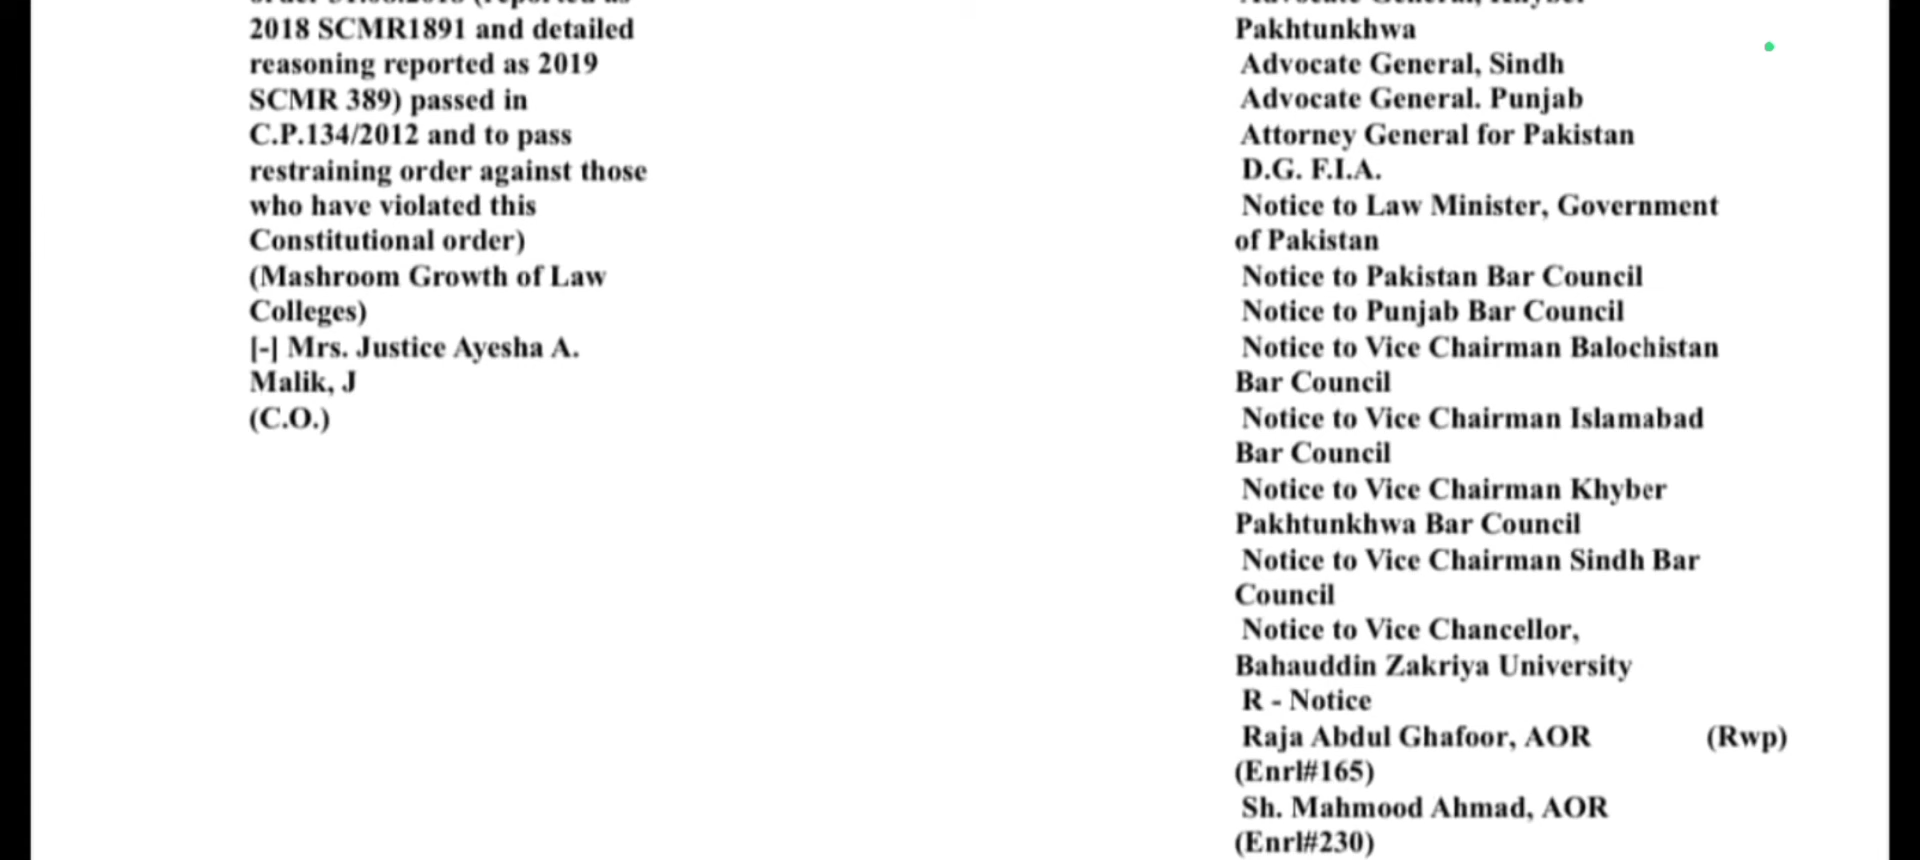 2018 SCMR1891 and detailed
reasoning reported as 2019
SCMR 389) passed in
C.P.134/2012 and to pass
restraining order against those
who have violated this
Constitutional order)
(Mashroom Growth of Law
Colleges)
[-] Mrs. Justice Ayesha A.
Malik, J
(C.O.)
Pakhtunkhwa
Advocate General, Sindh
Advocate General. Punjab
Attorney General for Pakistan
D.G. F.I.A.
Notice to Law Minister, Government
of Pakistan
Notice to Pakistan Bar Council
Notice to Punjab Bar Council
Notice to Vice Chairman Balochistan
Bar Council
Notice to Vice Chairman Islamabad
Bar Council
Notice to Vice Chairman Khyber
Pakhtunkhwa Bar Council
Notice to Vice Chairman Sindh Bar
Council
Notice to Vice Chancellor,
Bahauddin Zakriya University
R - Notice
Raja Abdul Ghafoor, AOR (Rwp)
(Enrl#165)
Sh. Mahmood Ahmad, AOR
(Enrl#230)